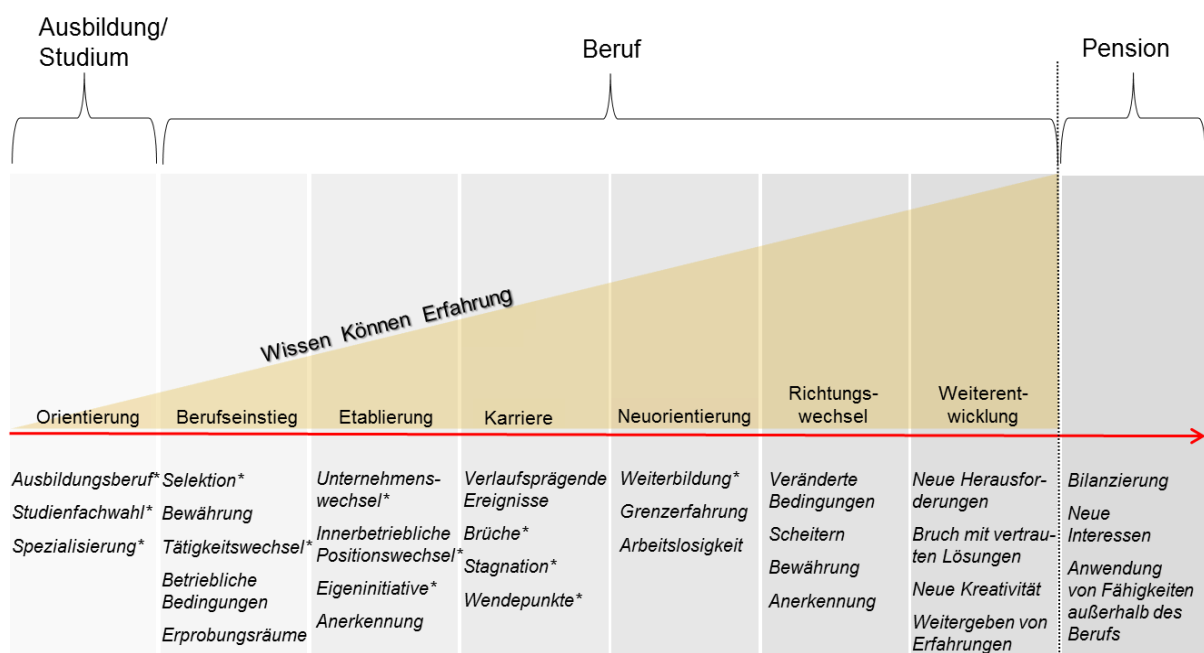 Ausbildung/
Studium
Beruf
Pension
Wissen Können Erfahrung
Orientierung
Berufseinstieg
Etablierung
Karriere
Neuorientierung
Richtungs-
wechsel
Weiterent-
wicklung
Ausbildungsberuf*
Studienfachwahl*
Spezialisierung*
Selektion*
Bewährung
Tätigkeitswechsel*
Betriebliche
Bedingungen
Erprobungsräume
Unternehmens-
wechsel*
Innerbetriebliche
Positionswechsel*
Eigeninitiative*
Anerkennung
Verlaufsprägende
Ereignisse
Brüche*
Stagnation*
Wendepunkte*
Weiterbildung*
Grenzerfahrung
Arbeitslosigkeit
Veränderte
Bedingungen
Scheitern
Bewährung
Anerkennung
Neue Herausfor-
derungen
Bruch mit vertrau-
ten Lösungen
Neue Kreativität
Weitergeben von
Erfahrungen
Bilanzierung
Neue
Interessen
Anwendung
von Fähigkeiten
außerhalb des
Berufs